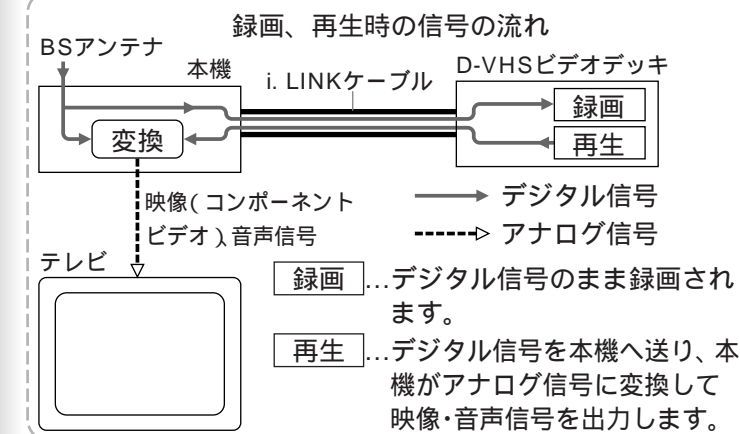 録画、再生時の信号の流れ
BSアンテナ
本機
i. LINKケーブル
D-VHSビデオデッキ
録画
変換
再生
映像(コンポーネント
ビデオ)、音声信号
デジタル信号
アナログ信号
テレビ
録画…デジタル信号のまま録画され
ます。
再生…デジタル信号を本機へ送り、本
機がアナログ信号に変換して
映像・音声信号を出力します。